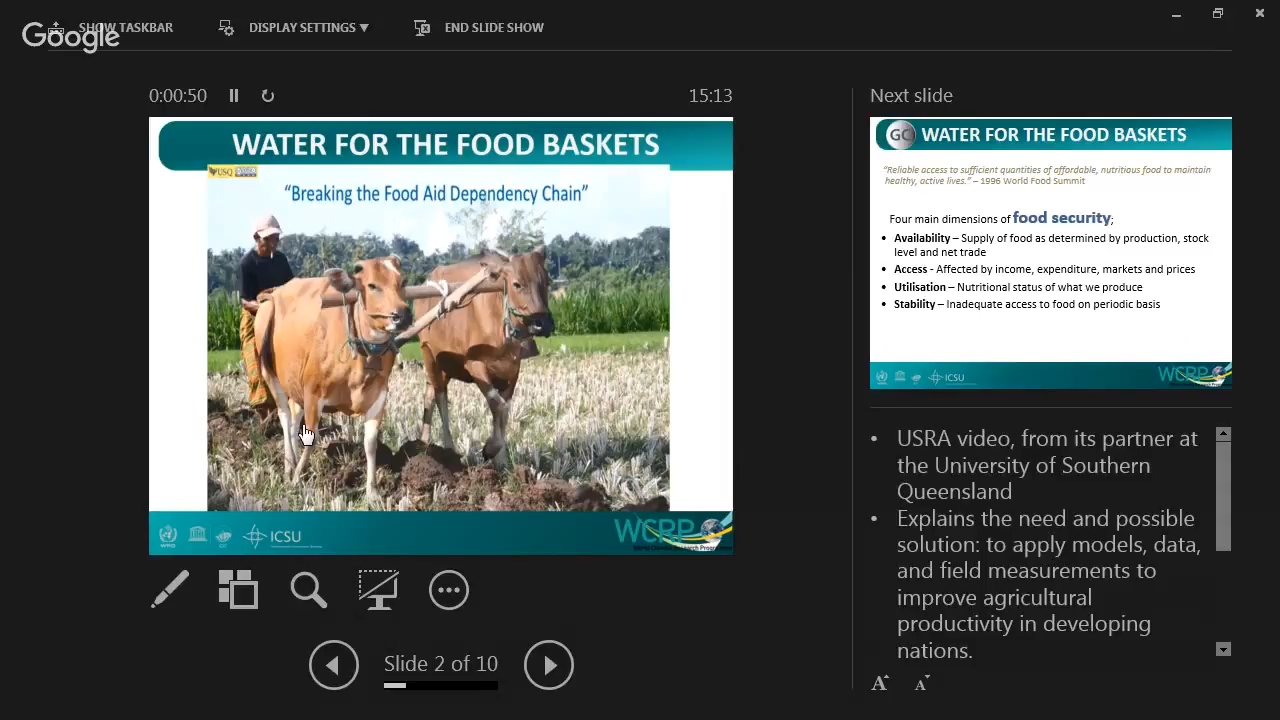 Google
SHOW TASKBAR
DISPLAY SETTINGS
END SLIDE SHOW
0:00:50
15:13
WATER FOR THE FOOD BASKETS
USQ
“Breaking the Food Aid Dependency Chain”
WMO
ICSU
WCRP
Slide 2 of 10
A
A
Next slide
GC WATER FOR THE FOOD BASKETS
“Reliable access to sufficient quantities of affordable, nutritious food to maintain
healthy, active lives.” – 1996 World Food Summit
Four main dimensions of food security;
• Availability – Supply of food as determined by production, stock
level and net trade
• Access - Affected by income, expenditure, markets and prices
• Utilisation – Nutritional status of what we produce
• Stability – Inadequate access to food on periodic basis
ICSU
WCRP
• USRA video, from its partner at
the University of Southern
Queensland
• Explains the need and possible
solution: to apply models, data,
and field measurements to
improve agricultural
productivity in developing
nations.